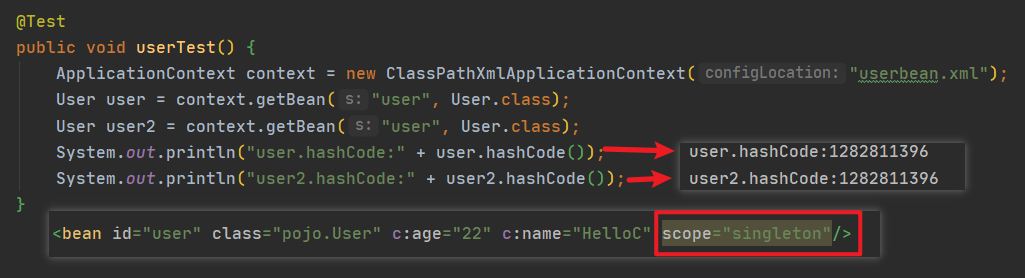 @Test
public void userTest() {
ApplicationContext context = new ClassPathXmlApplicationContext( configLocation: "userbean.xml");
User user = context.getBean( s: "user", User.class);
User user2 = context.getBean( s: "user", User.class);
System.out.println("user.hashCode:" + user.hashCode()); user.hashCode:1282811396
System.out.println("user2.hashCode:" + user2.hashCode()); user2.hashCode:1282811396
}
<bean id="user" class="pojo.User" c:age="22" c:name="HelloC" scope="singleton"/>